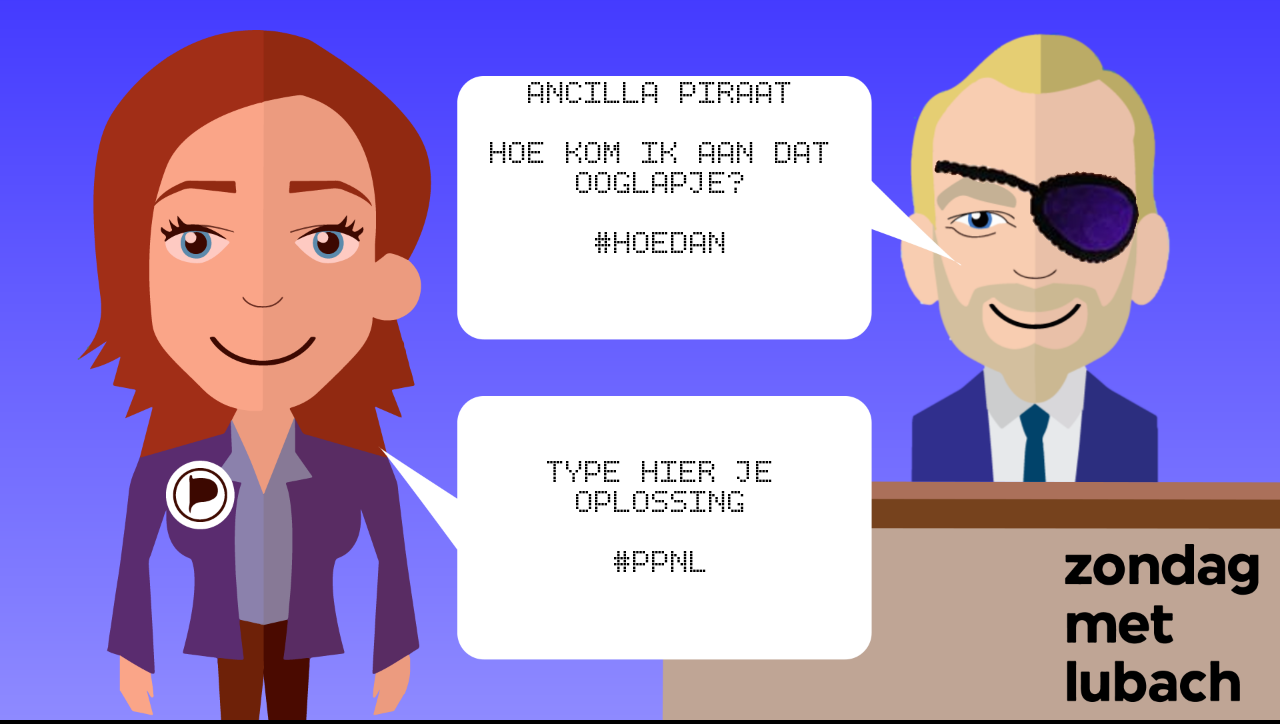 ANCILLA PIRAAT
HOE KOM IK AAN DAT
OOGLAPJE?
#HOEDAN
TYPE HIER JE
OPLOSSING
#PPNL
zondag
met
lubach